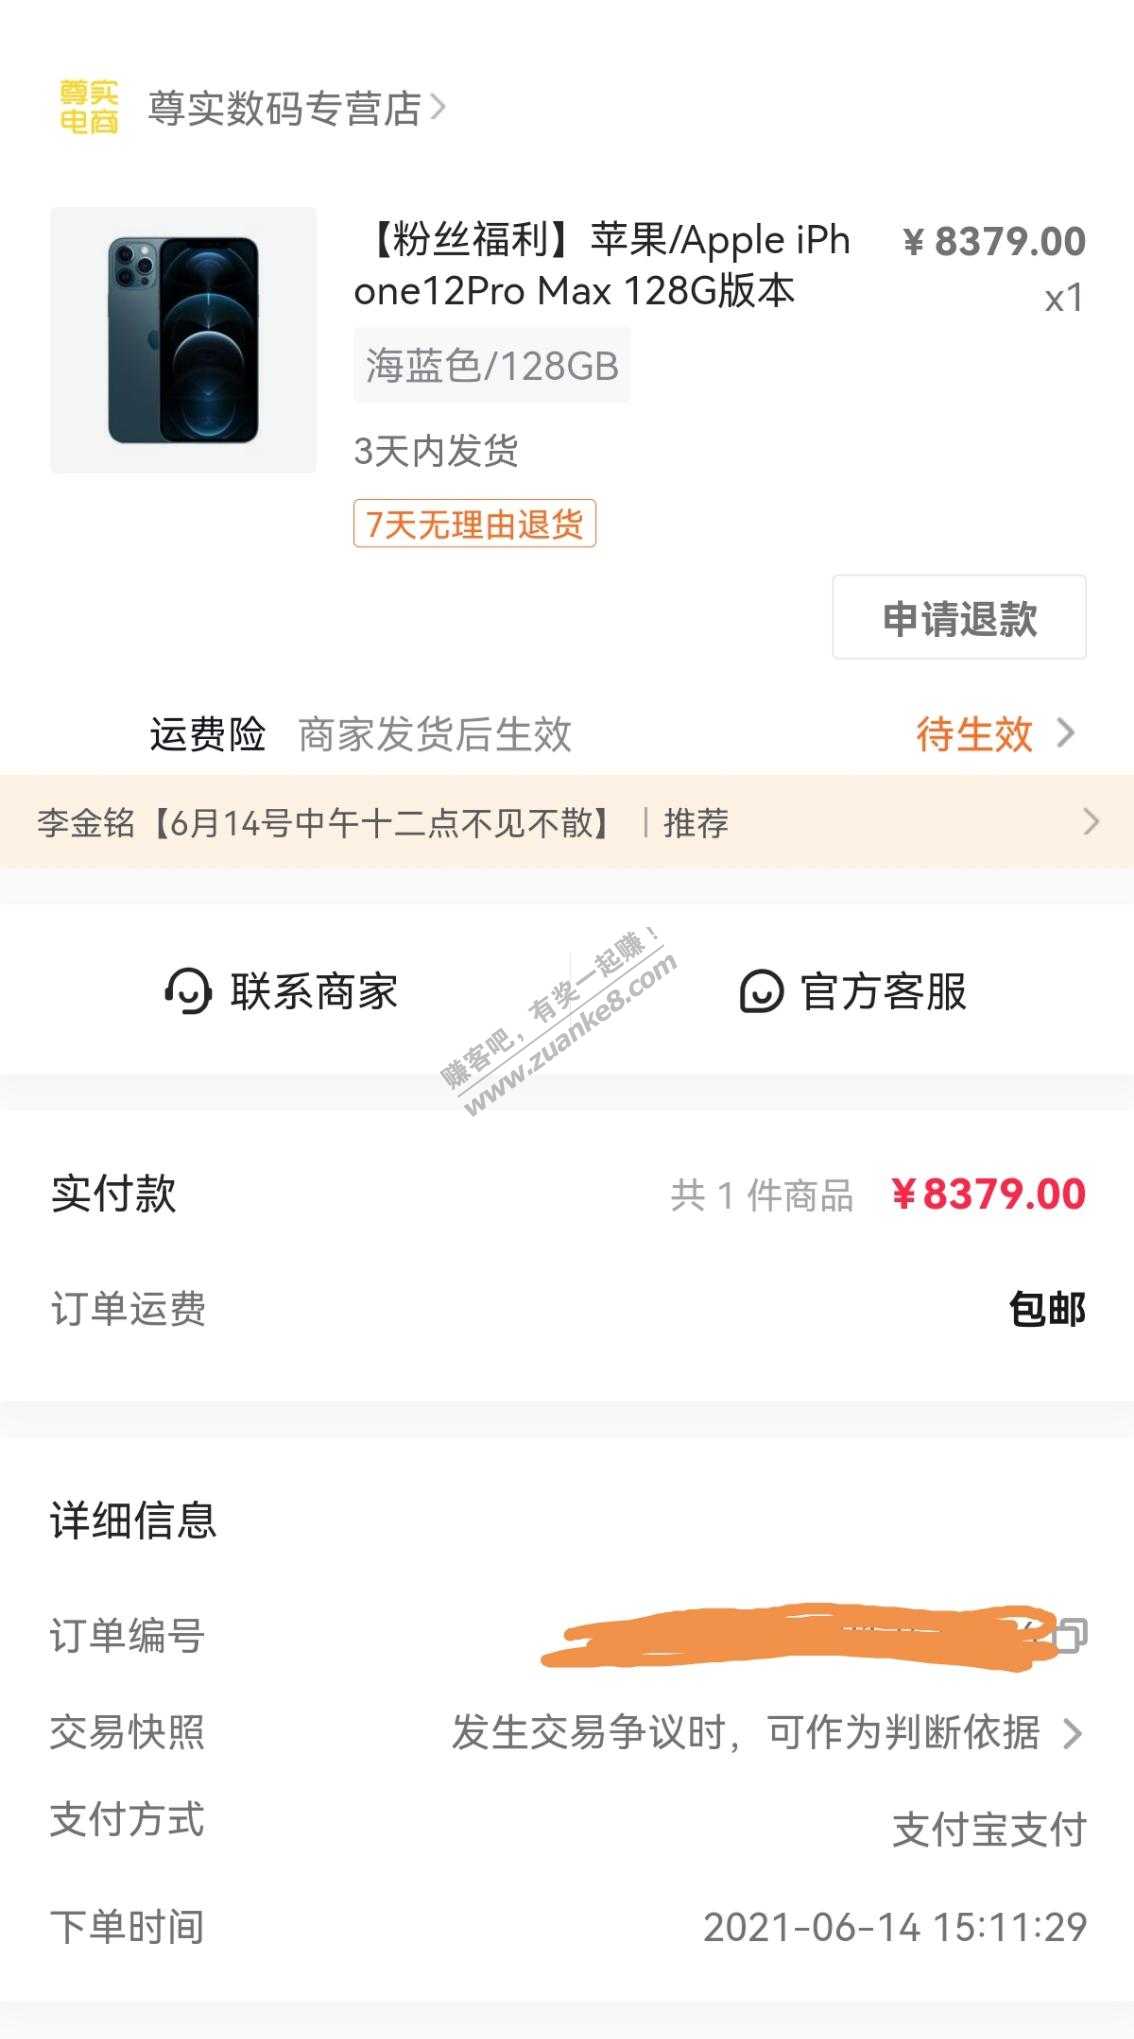 尊实
电商
尊实数码专营店
【粉丝福利】苹果/Apple iPh
¥ 8379.00
one12Pro Max 128G版本
x1
海蓝色/128GB
3天内发货
7天无理由退货
申请退款
运费险 商家发货后生效 待生效
李金铭【6月14号中午十二点不见不散】 | 推荐
联系商家 官方客服
赚客吧，有奖一起赚！
www.zuanke8.com
实付款 共 1 件商品 ¥8379.00
订单运费 包邮
详细信息
订单编号
交易快照 发生交易争议时，可作为判断依据
支付方式 支付宝支付
下单时间 2021-06-14 15:11:29